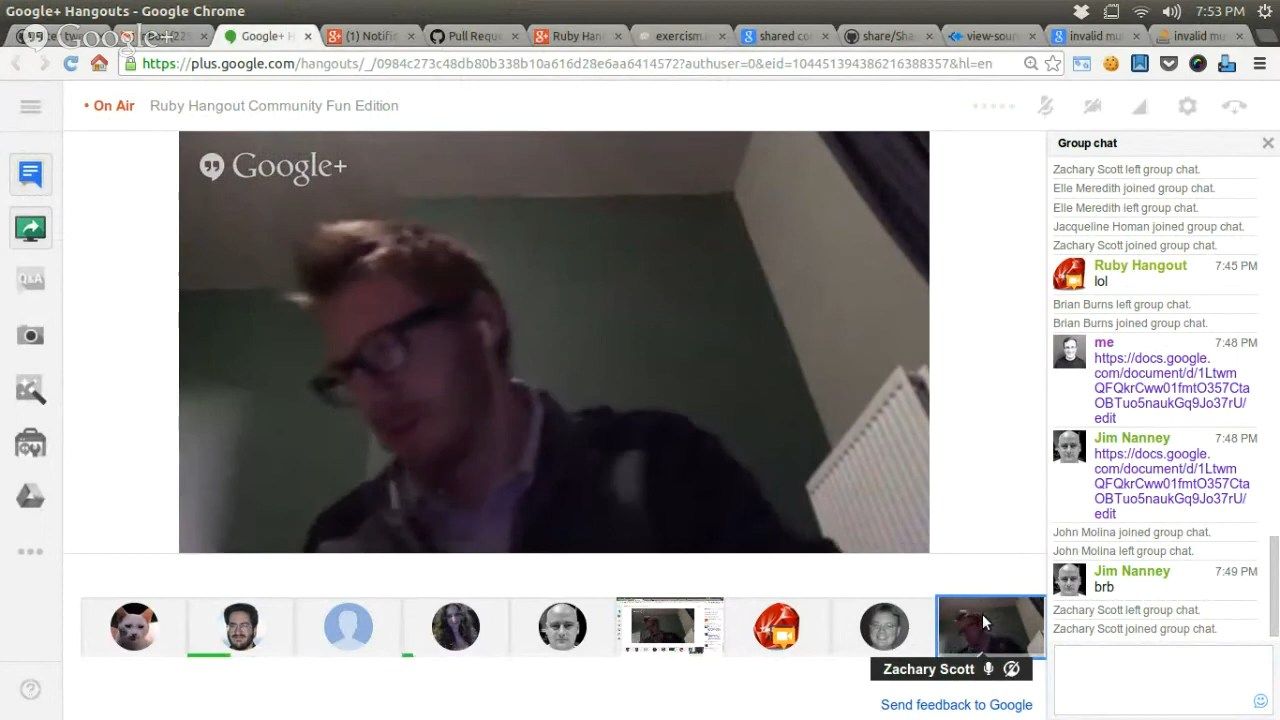 Google+ Hangouts - Google Chrome
7:53 PM
Google+ H
(1) Notific
Pull Reque
Ruby Han
exercism.
shared co
share/Sha
view-sour
invalid mu
invalid mu
https://plus.google.com/hangouts/_/0984c273c48db80b338b10a616d28e6a6414572?authuser=0&eid=104451394386216388357&hl=en
• On Air
Ruby Hangout Community Fun Edition
Google+
Q&A
Group chat
Zachary Scott left group chat.
Elle Meredith joined group chat.
Elle Meredith left group chat.
Jacqueline Homan joined group chat.
Zachary Scott joined group chat.
Ruby Hangout 7:45 PM
lol
Brian Burns left group chat.
Brian Burns joined group chat.
me 7:48 PM
https://docs.google.
com/document/d/1Ltwm
QFQkrCww01fmtO357Cta
OBTuo5naukGq9Jo37rU/
edit
Jim Nanney 7:48 PM
https://docs.google.
com/document/d/1Ltwm
QFQkrCww01fmtO357Cta
OBTuo5naukGq9Jo37rU/
edit
John Molina joined group chat.
John Molina left group chat.
Jim Nanney 7:49 PM
brb
Zachary Scott left group chat.
Zachary Scott joined group chat.
Zachary Scott
Send feedback to Google